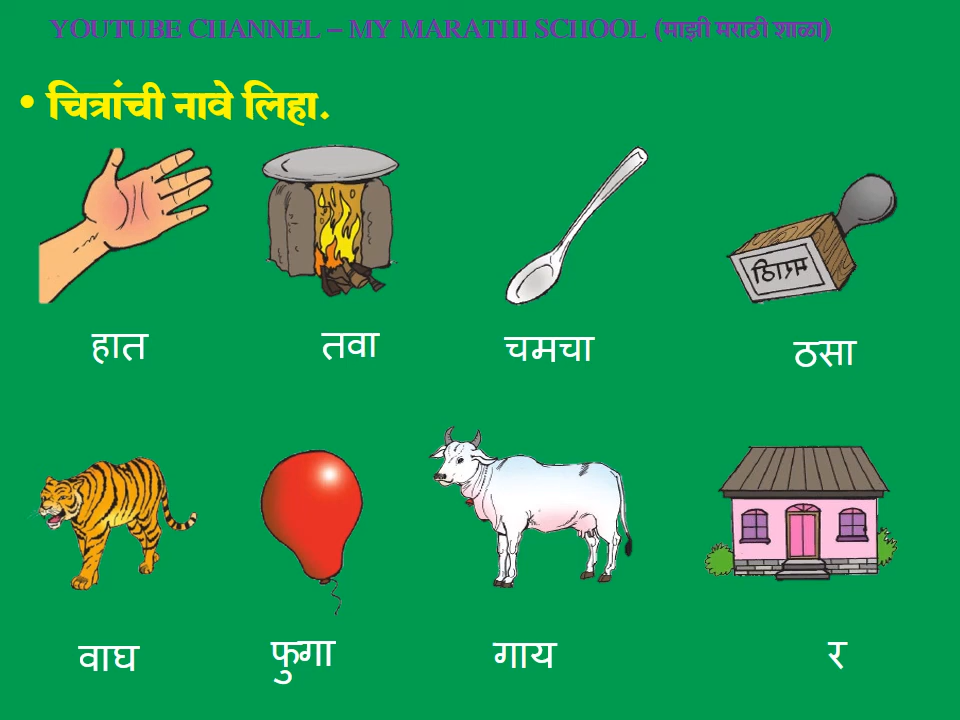 YOUTUBE CHANNEL – MY MARATHI SCHOOL (माझी मराठी शाळा)
• चित्रांची नावे लिहा.
हात तवा चमचा ठसा
वाघ फुगा गाय र